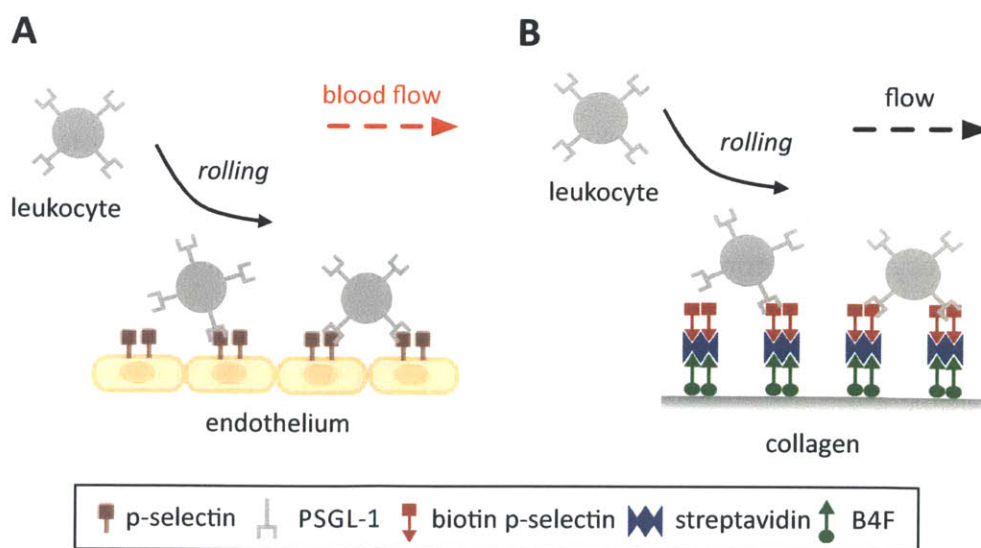 A
blood flow
rolling
leukocyte
endothelium
B
flow
rolling
leukocyte
collagen
p-selectin PSGL-1 biotin p-selectin streptavidin B4F